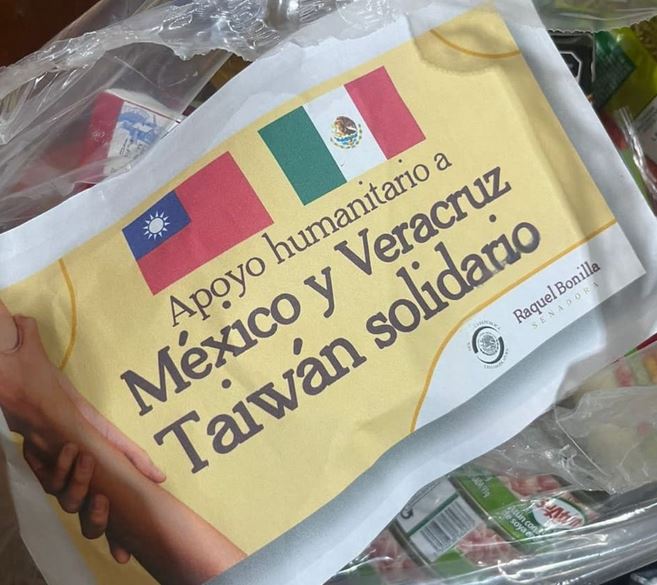 Apoyo humanitario a
México y Veracruz
Taiwán solidario
Raquel Bonilla
SENADORA